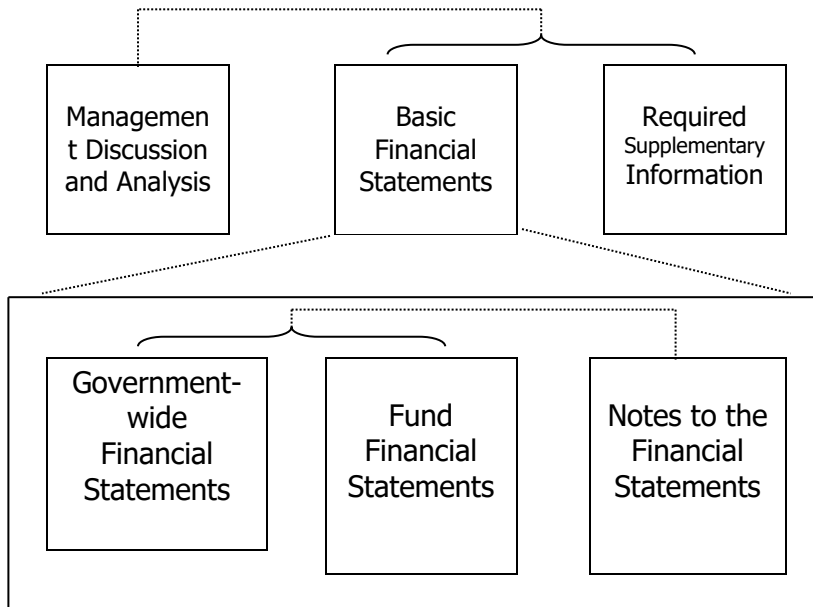 Managemen
t Discussion
and Analysis
Basic
Financial
Statements
Required
Supplementary
Information
Government-
wide
Financial
Statements
Fund
Financial
Statements
Notes to the
Financial
Statements